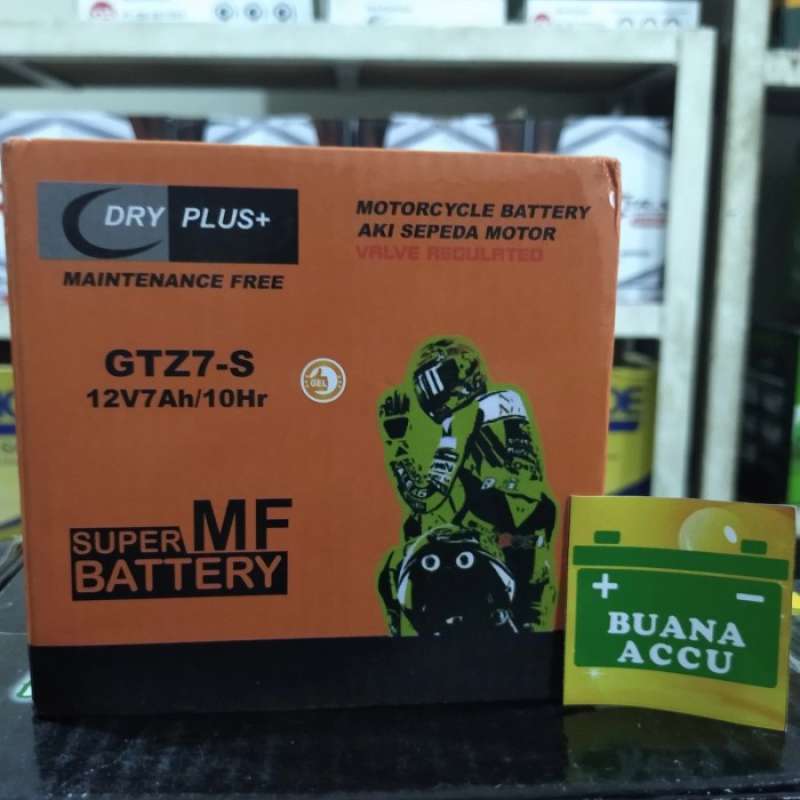 DRY PLUS+
MAINTENANCE FREE
MOTORCYCLE BATTERY
AKI SEPEDA MOTOR
VALVE REGULATED
GTZ7-S
12V7Ah/10Hr
GEL
SUPER MF
BATTERY
+ -
BUANA
ACCU